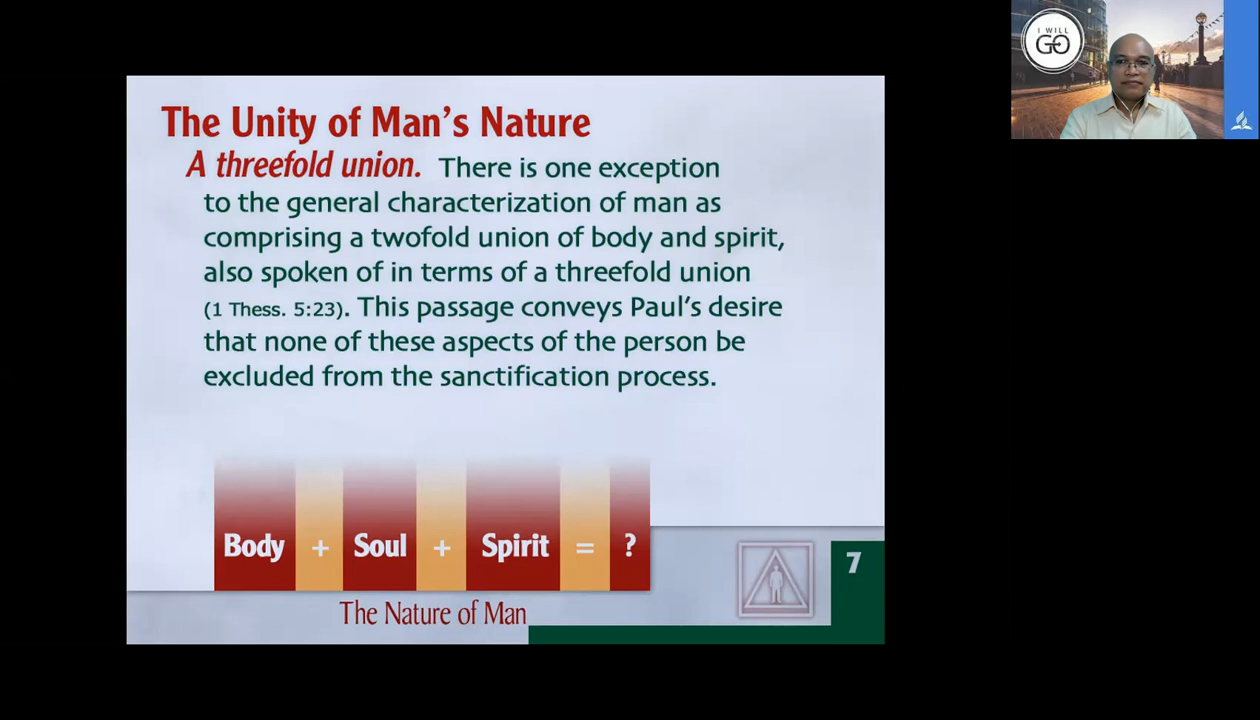 The Unity of Man's Nature
A threefold union. There is one exception
to the general characterization of man as
comprising a twofold union of body and spirit,
also spoken of in terms of a threefold union
(1 Thess. 5:23). This passage conveys Paul's desire
that none of these aspects of the person be
excluded from the sanctification process.
Body + Soul + Spirit = ?
The Nature of Man
7
I WILL
GO